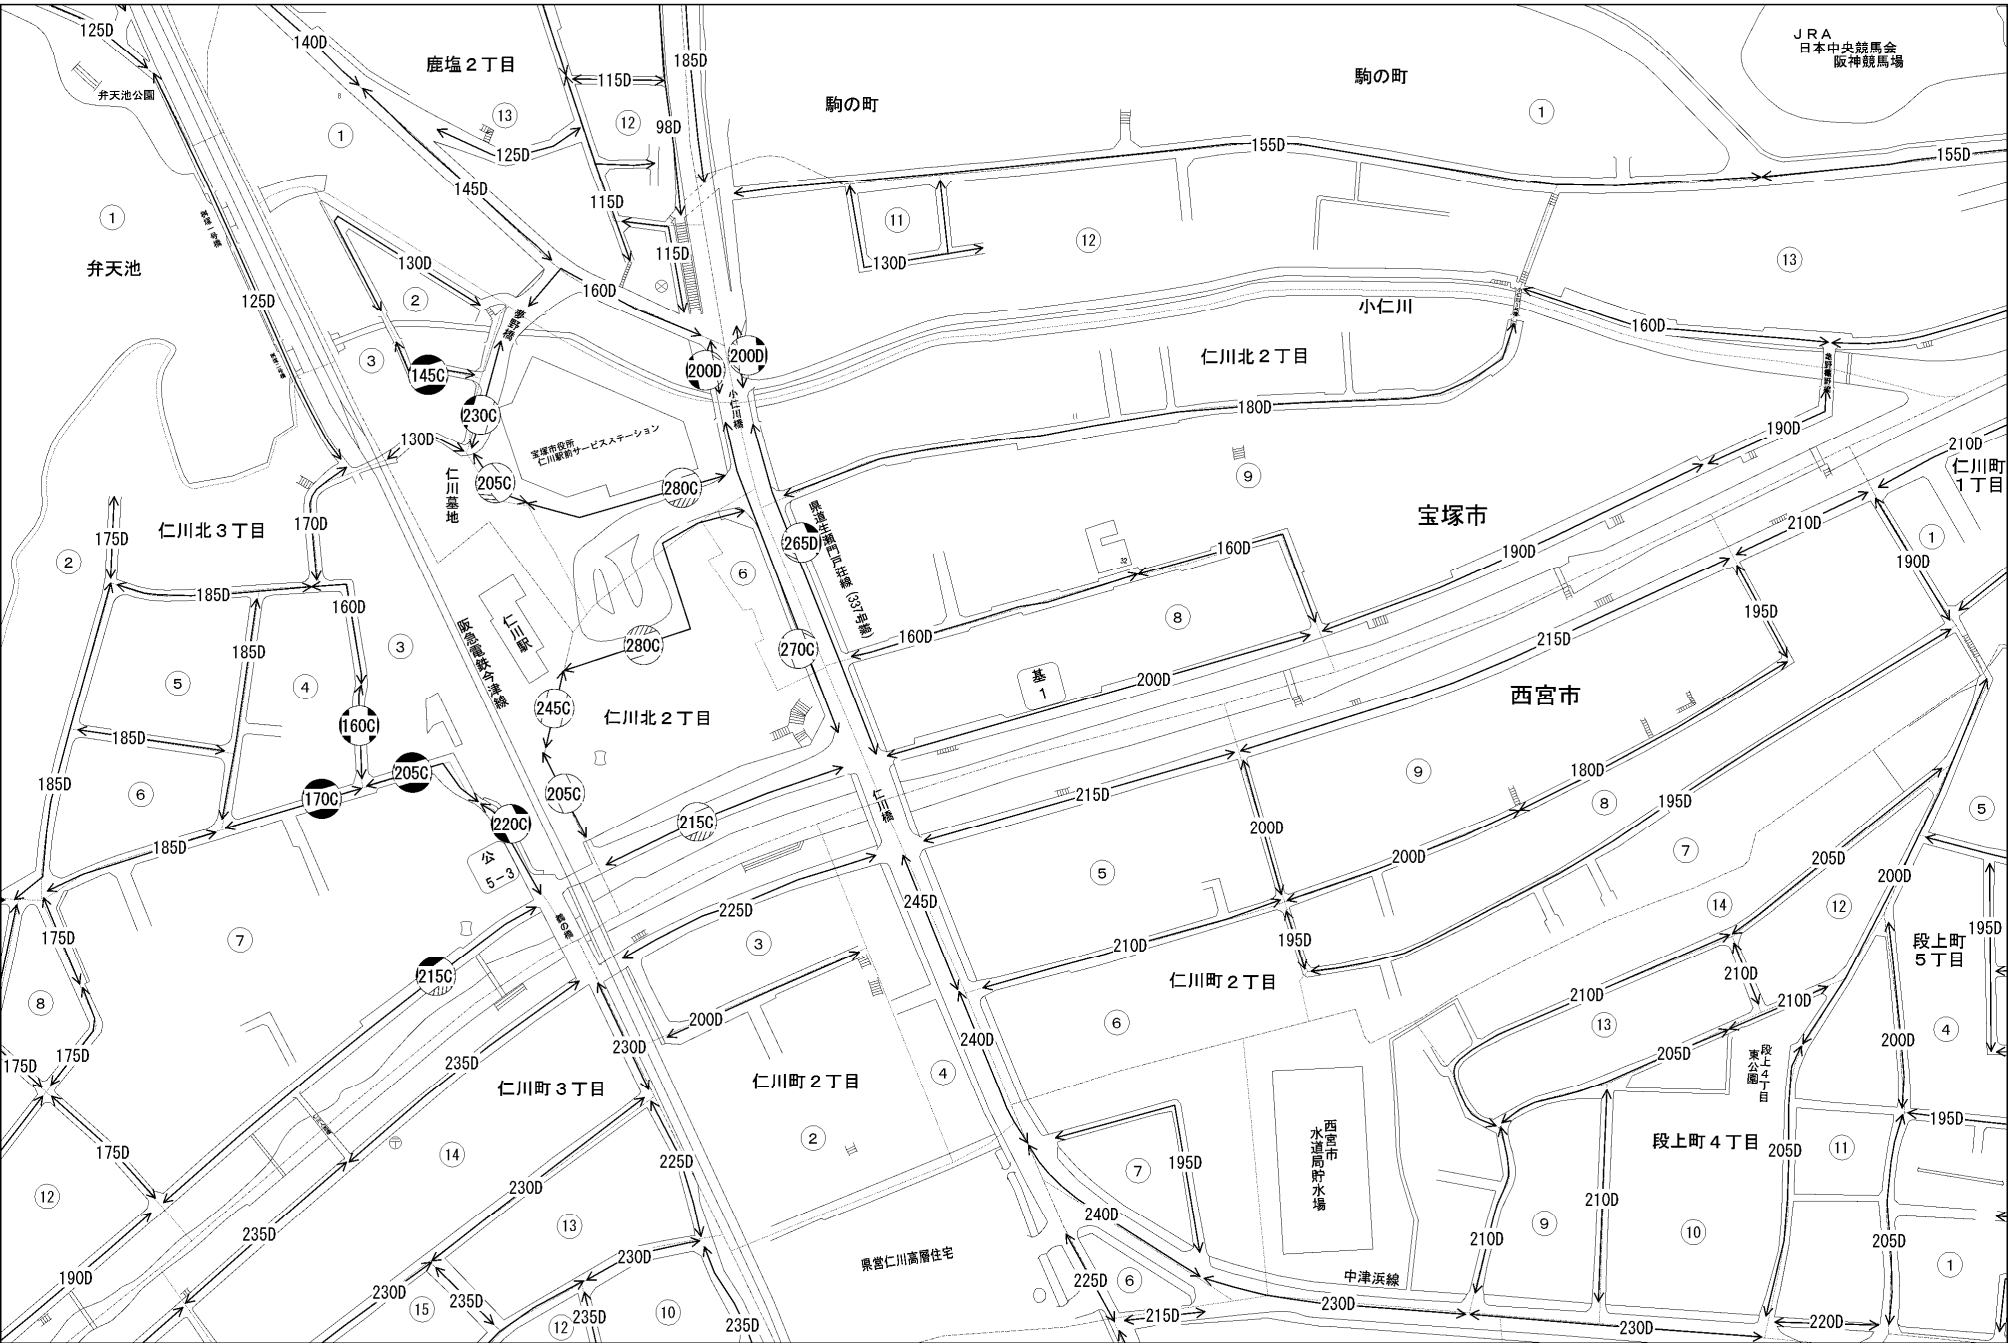 125D
140D
185D
鹿塩２丁目
115D
駒の町
駒の町
ＪＲＡ
日本中央競馬会
阪神競馬場
弁天池公園
8
13
12
1
1
98D
125D
155D
155D
145D
1
115D
11
12
13
弁天池
115D
130D
130D
125D
160D
2
小仁川
160D
夢野橋
3
200D
200D
仁川北２丁目
145C
小仁川橋
180D
230C
130D
宝塚市役所
仁川駅前サービスステーション
190D
210D
仁川町
１丁目
仁川墓地
205C
280C
9
県道生瀬門戸荘線(337号線)
宝塚市
170D
仁川北３丁目
175D
2
265D
210D
1
160D
32
190D
190D
6
185D
160D
8
195D
仁川駅
阪急電鉄今津線
160D
280C
270C
215D
185D
3
5
4
基
1
200D
西宮市
245C
仁川北２丁目
160C
185D
185D
205C
170C
6
205C
9
180D
8
195D
215D
仁川橋
5
220C
215C
200D
185D
公
5-3
7
200D
205D
5
200D
245D
225D
14
12
鶴の橋
3
210D
195D
195D
段上町
５丁目
175D
7
215C
210D
仁川町２丁目
8
200D
210D
210D
13
6
4
240D
230D
200D
175D
175D
235D
205D
段上４丁目
東公園
仁川町３丁目
仁川町２丁目
4
2
西宮市
水道局貯水場
195D
段上町４丁目
205D
11
175D
14
225D
7
195D
12
230D
210D
13
240D
9
10
235D
210D
205D
230D
県営仁川高層住宅
1
190D
225D
6
中津浜線
230D
235D
15
12
235D
10
235D
215D
230D
230D
220D